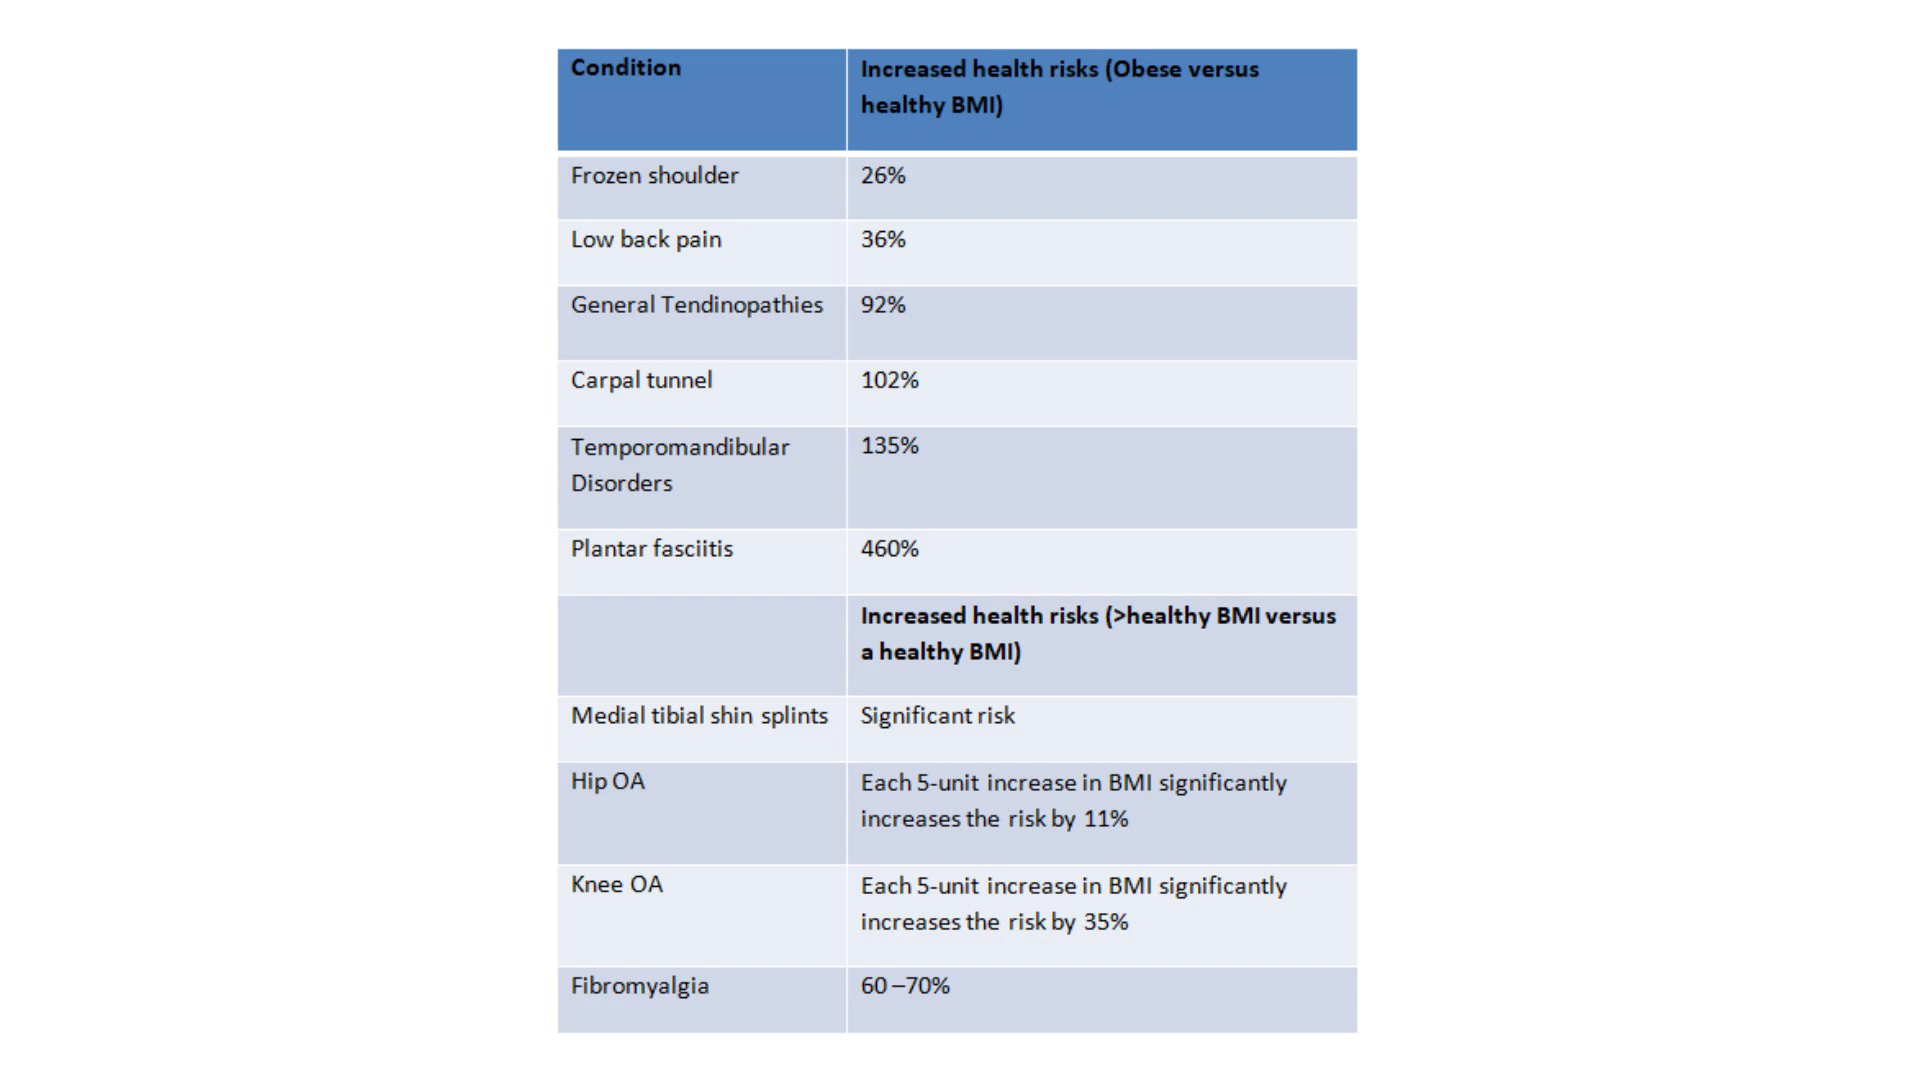 Condition
Increased health risks (Obese versus
healthy BMI)
Frozen shoulder
26%
Low back pain
36%
General Tendinopathies
92%
Carpal tunnel
102%
Temporomandibular
Disorders
135%
Plantar fasciitis
460%
Increased health risks (>healthy BMI versus
a healthy BMI)
Medial tibial shin splints
Significant risk
Hip OA
Each 5-unit increase in BMI significantly
increases the risk by 11%
Knee OA
Each 5-unit increase in BMI significantly
increases the risk by 35%
Fibromyalgia
60 –70%